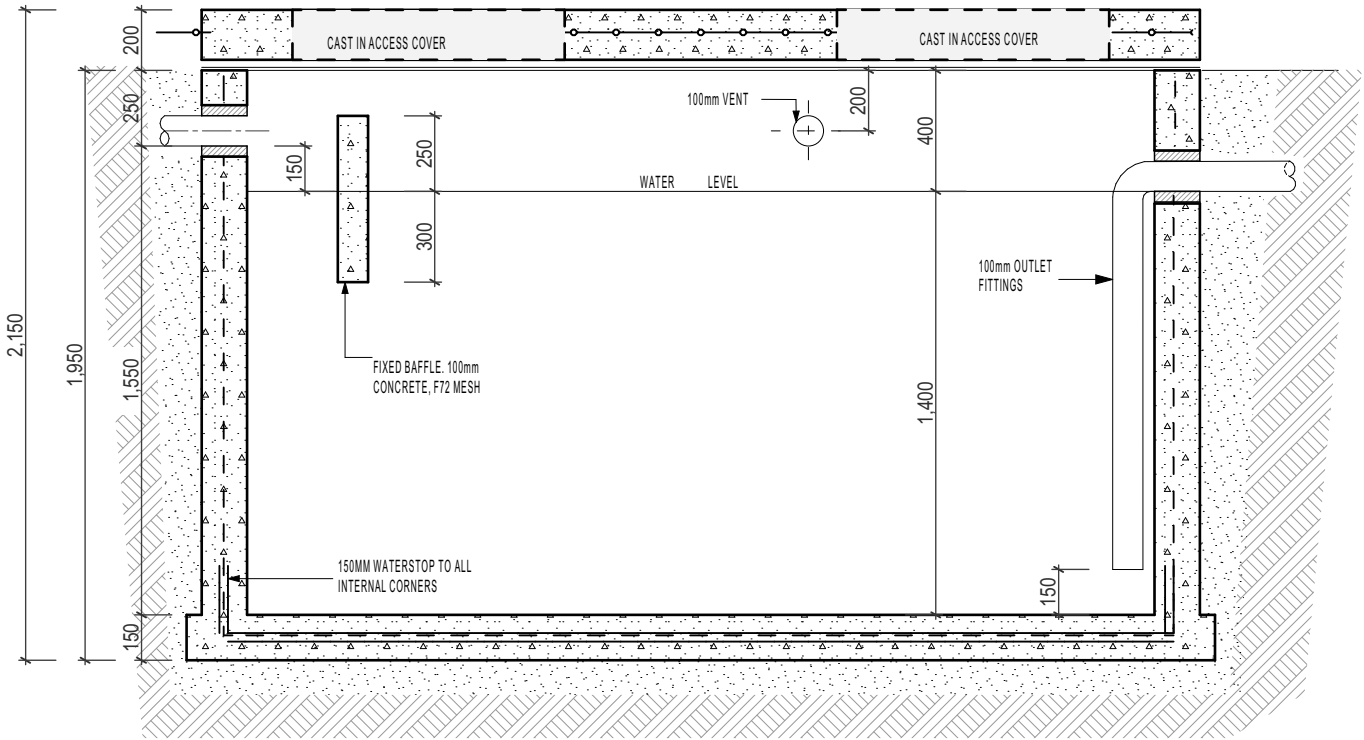 CAST IN ACCESS COVER
CAST IN ACCESS COVER
200
250
100mm VENT
200
400
150
250
WATER LEVEL
300
100mm OUTLET
FITTINGS
2,150
1,950
1,550
FIXED BAFFLE. 100mm
CONCRETE, F72 MESH
1,400
150MM WATERSTOP TO ALL
INTERNAL CORNERS
150
150